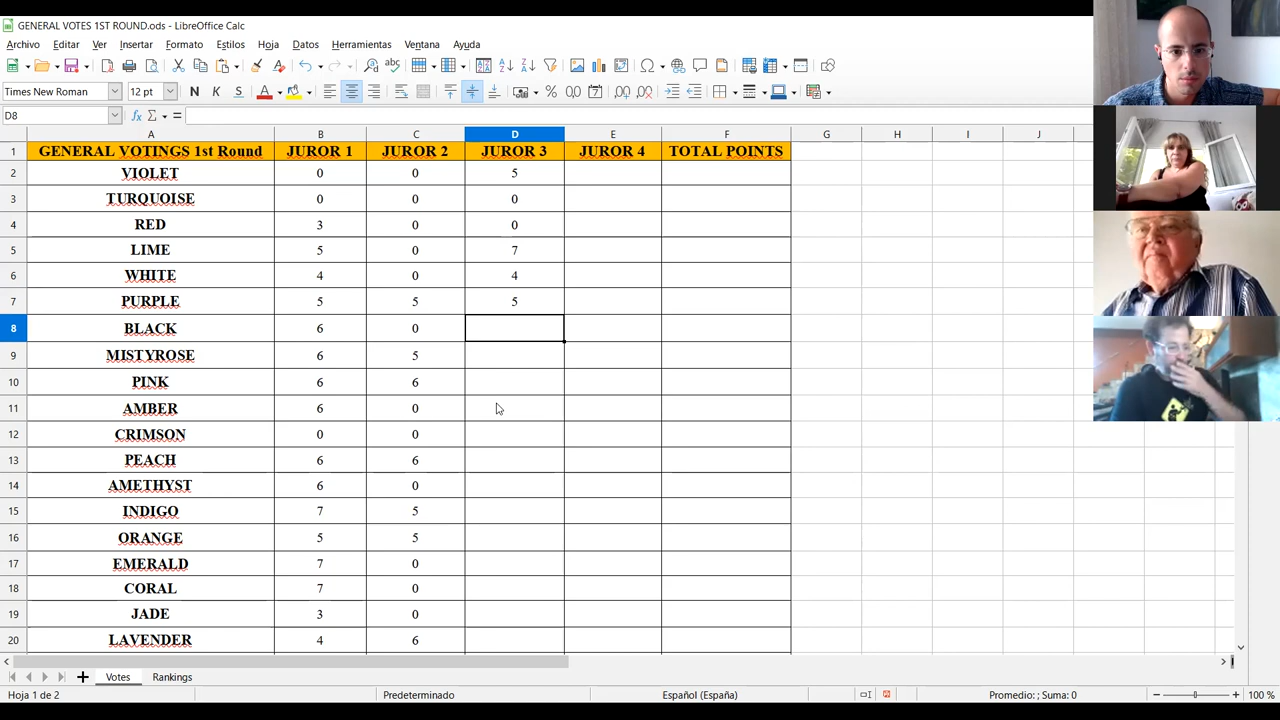 GENERAL VOTES 1ST ROUND.ods - LibreOffice Calc
Archivo Editar Ver Insertar Formato Estilos Hoja Datos Herramientas Ventana Ayuda
Times New Roman 12 pt N K S
D8
A B C D E F G H I J
1 GENERAL VOTINGS 1st Round JUROR 1 JUROR 2 JUROR 3 JUROR 4 TOTAL POINTS
2 VIOLET 0 0 5
3 TURQUOISE 0 0 0
4 RED 3 0 0
5 LIME 5 0 7
6 WHITE 4 0 4
7 PURPLE 5 5 5
8 BLACK 6 0
9 MISTYROSE 6 5
10 PINK 6 6
11 AMBER 6 0
12 CRIMSON 0 0
13 PEACH 6 6
14 AMETHYST 6 0
15 INDIGO 7 5
16 ORANGE 5 5
17 EMERALD 7 0
18 CORAL 7 0
19 JADE 3 0
20 LAVENDER 4 6
Votes Rankings
Hoja 1 de 2 Predeterminado Español (España) Promedio: ; Suma: 0 100 %